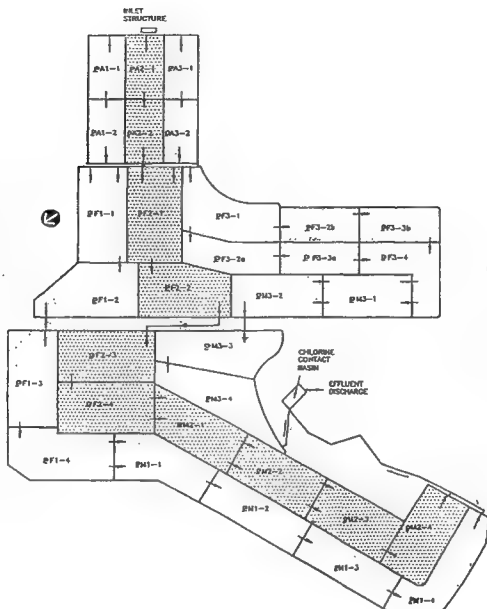 INLET
STRUCTURE
PA1-1
PA2-1
PA3-1
PA1-2
PA2-2
PA3-2
PF1-1
PF2-1
PF3-1
PF3-2b
PF3-3b
PF3-2a
PF3-3a
PF3-4
PF1-2
PF2-2
PM3-2
PM3-1
PF1-3
PF2-3
PM3-3
CHLORINE
CONTACT
BASIN
EFFLUENT
DISCHARGE
PF2-4
PM3-4
PM2-1
PF1-4
PM1-1
PM2-2
PM1-2
PM2-3
PM2-4
PM1-3
PM1-4